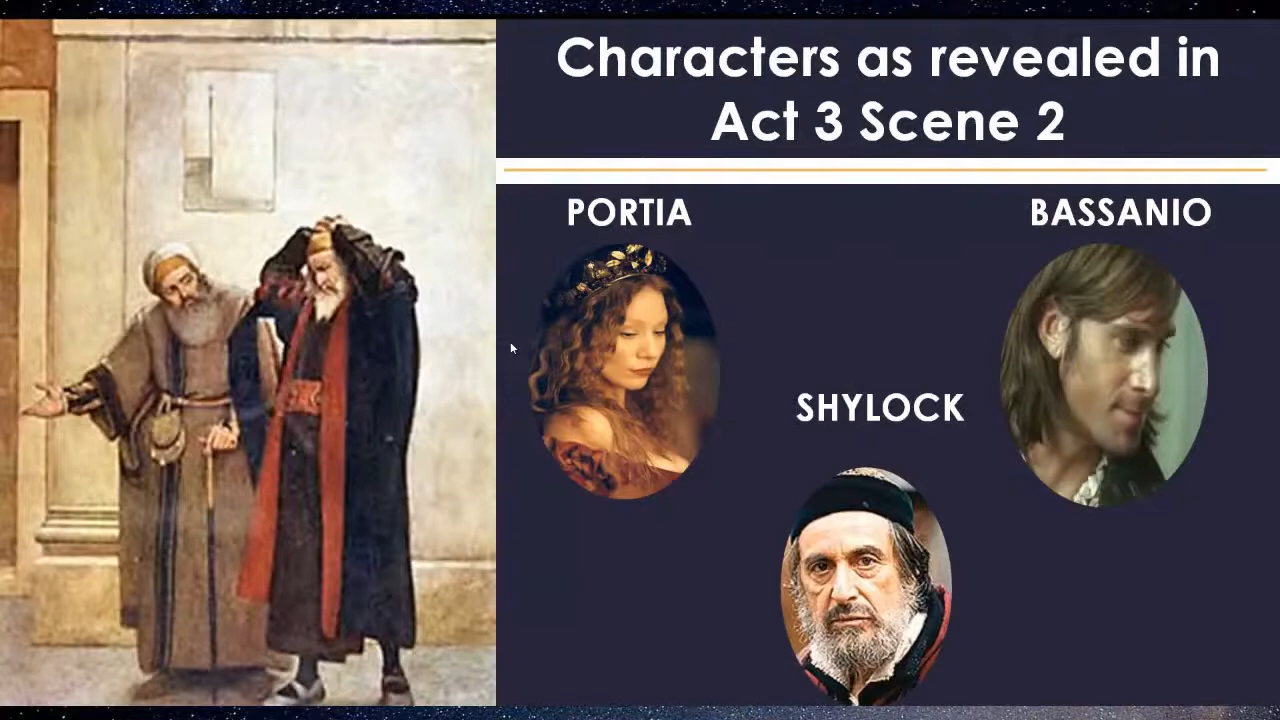 Characters as revealed in
Act 3 Scene 2
PORTIA
BASSANIO
SHYLOCK